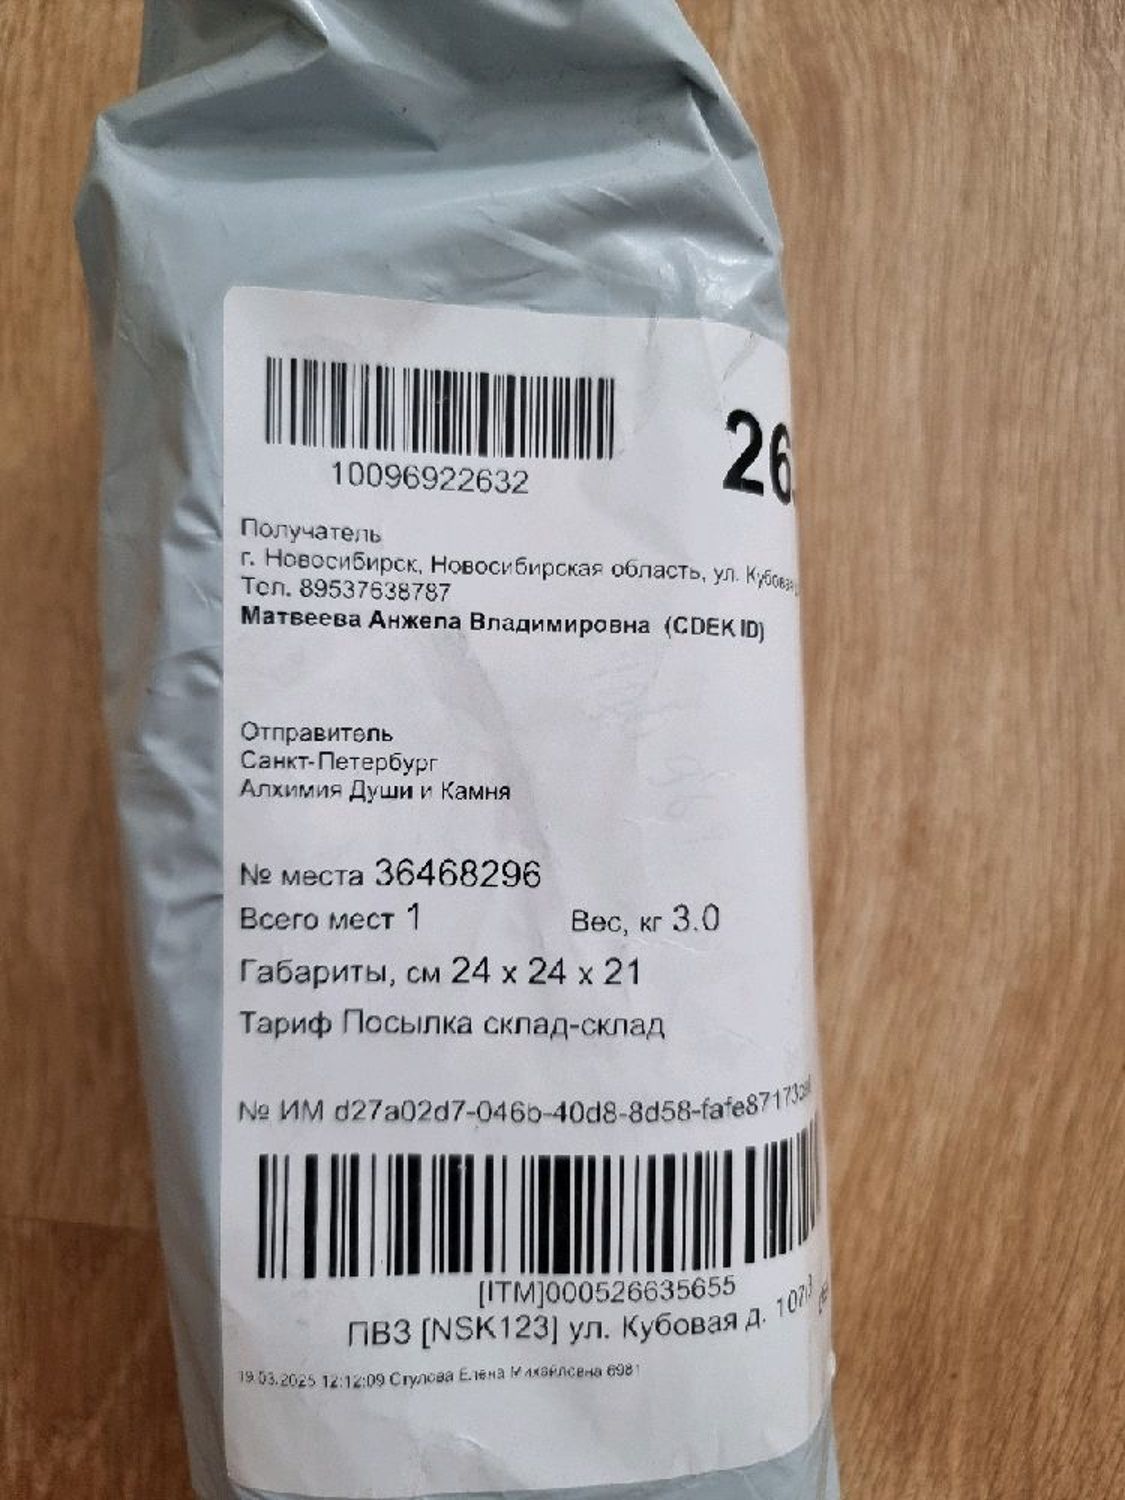 10096922632
26
Получатель
г. Новосибирск, Новосибирская область, ул. Кубовая
Тел. 89537638787
Матвеева Анжела Владимировна (CDEK ID)
Отправитель
Санкт-Петербург
Алхимия Души и Камня
№ места 36468296
Всего мест 1 Вес, кг 3.0
Габариты, см 24 x 24 x 21
Тариф Посылка склад-склад
№ ИМ d27a02d7-046b-40d8-8d58-fafe87173
[ITM]000526635655
ПВЗ [NSK123] ул. Кубовая д. 107/3
19.03.2025 12:12:09 Стулова Елена Михайловна 6981